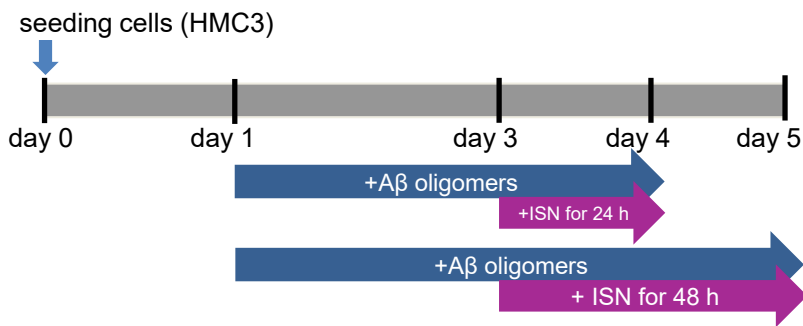 seeding cells (HMC3)
day 0 day 1 day 3 day 4 day 5
+Aβ oligomers
+ISN for 24 h
+Aβ oligomers
+ ISN for 48 h